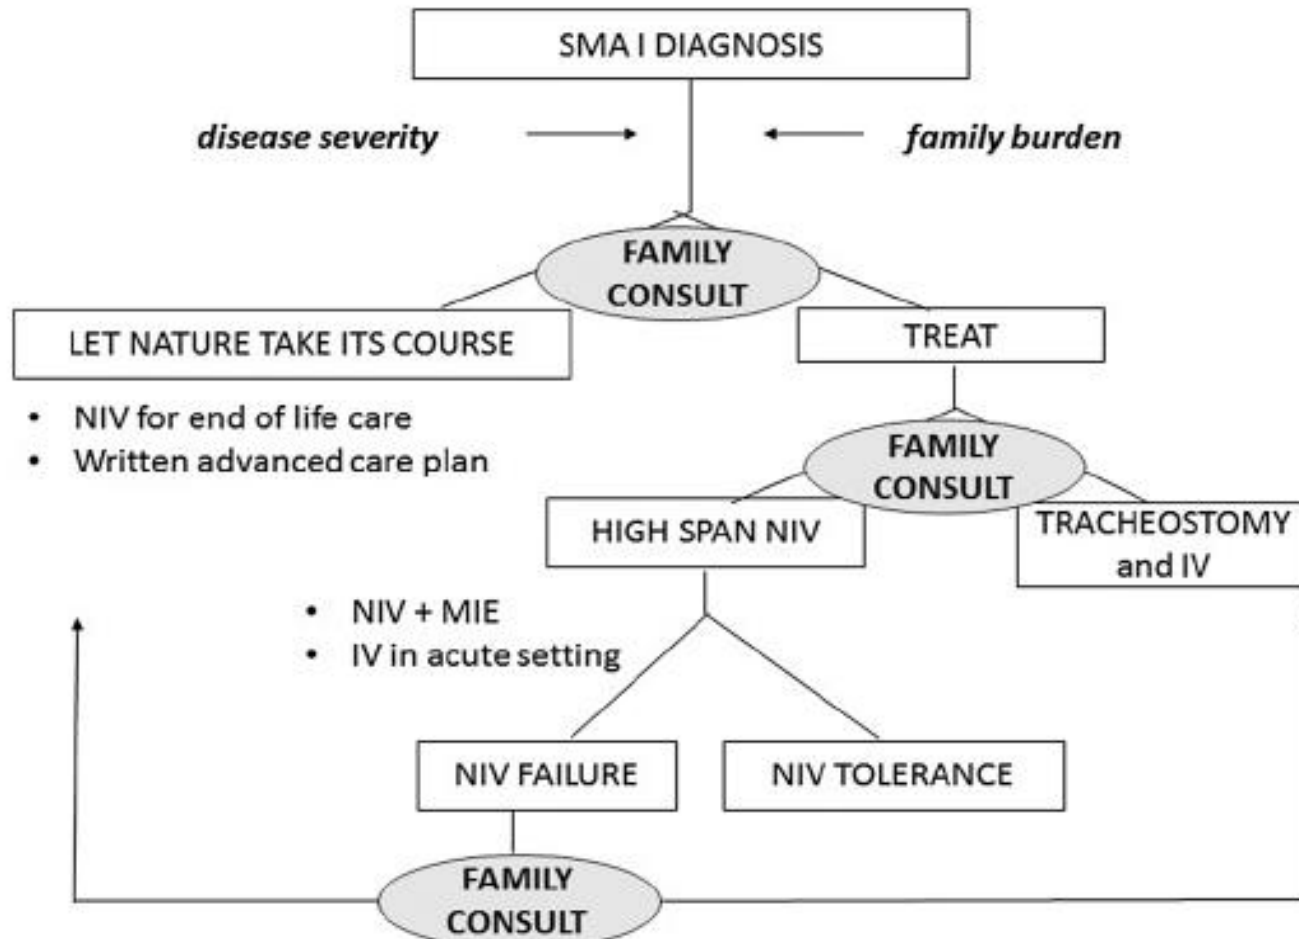 SMA I DIAGNOSIS
disease severity
family burden
FAMILY
CONSULT
LET NATURE TAKE ITS COURSE
TREAT
• NIV for end of life care
• Written advanced care plan
FAMILY
CONSULT
HIGH SPAN NIV
TRACHEOSTOMY
and IV
• NIV + MIE
• IV in acute setting
NIV FAILURE
NIV TOLERANCE
FAMILY
CONSULT